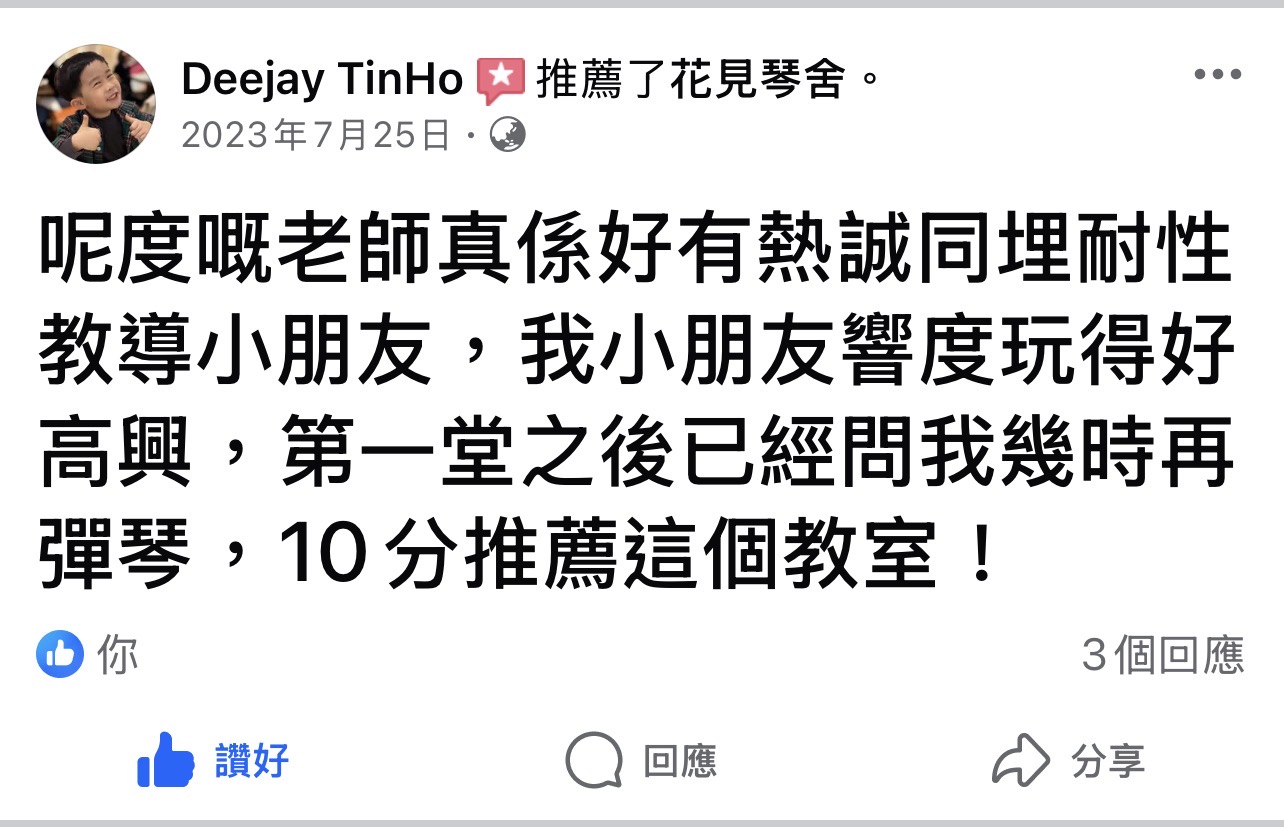 Deejay TinHo 推薦了花見琴舍。
2023年7月25日 ·
呢度嘅老師真係好有熱誠同埋耐性
教導小朋友，我小朋友響度玩得好
高興，第一堂之後已經問我幾時再
彈琴，10分推薦這個教室！
你
3個回應
讚好
回應
分享